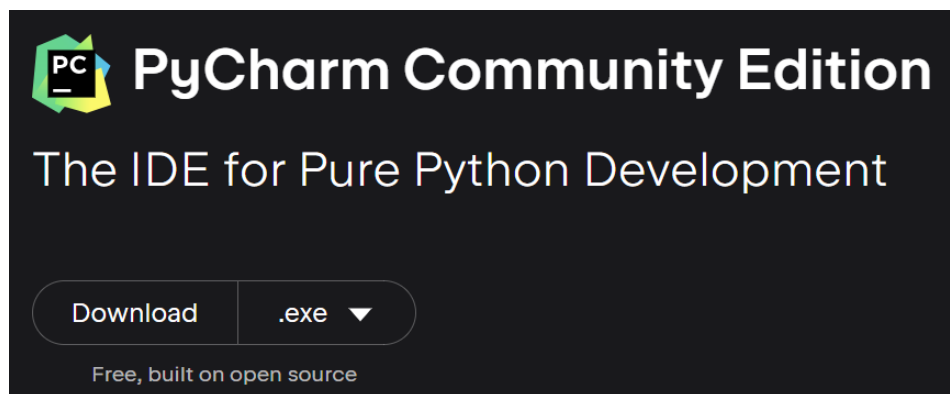 PC
PyCharm Community Edition
The IDE for Pure Python Development
Download
.exe
Free, built on open source